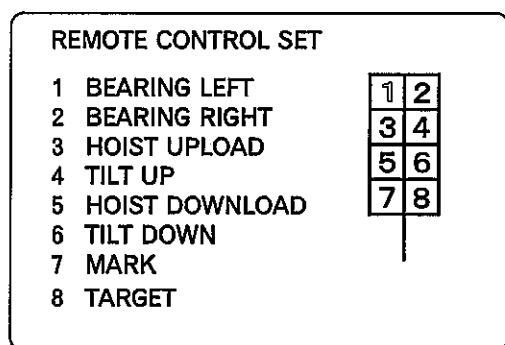 REMOTE CONTROL SET
1 BEARING LEFT
2 BEARING RIGHT
3 HOIST UPLOAD
4 TILT UP
5 HOIST DOWNLOAD
6 TILT DOWN
7 MARK
8 TARGET
1 2
3 4
5 6
7 8